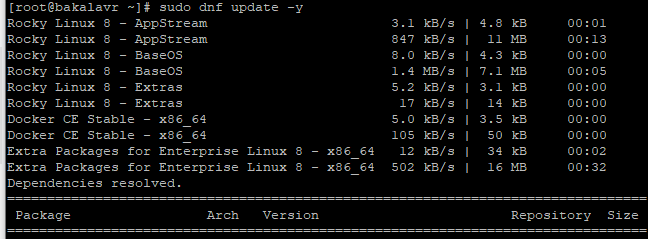 [root@bakalavr ~]# sudo dnf update -y
Rocky Linux 8 - AppStream 3.1 kB/s | 4.8 kB 00:01
Rocky Linux 8 - AppStream 847 kB/s | 11 MB 00:13
Rocky Linux 8 - BaseOS 8.0 kB/s | 4.3 kB 00:00
Rocky Linux 8 - BaseOS 1.4 MB/s | 7.1 MB 00:05
Rocky Linux 8 - Extras 5.2 kB/s | 3.1 kB 00:00
Rocky Linux 8 - Extras 17 kB/s | 14 kB 00:00
Docker CE Stable - x86_64 5.0 kB/s | 3.5 kB 00:00
Docker CE Stable - x86_64 105 kB/s | 50 kB 00:00
Extra Packages for Enterprise Linux 8 - x86_64 12 kB/s | 34 kB 00:02
Extra Packages for Enterprise Linux 8 - x86_64 502 kB/s | 16 MB 00:32
Dependencies resolved.
================================================================================
Package Arch Version Repository Size
================================================================================